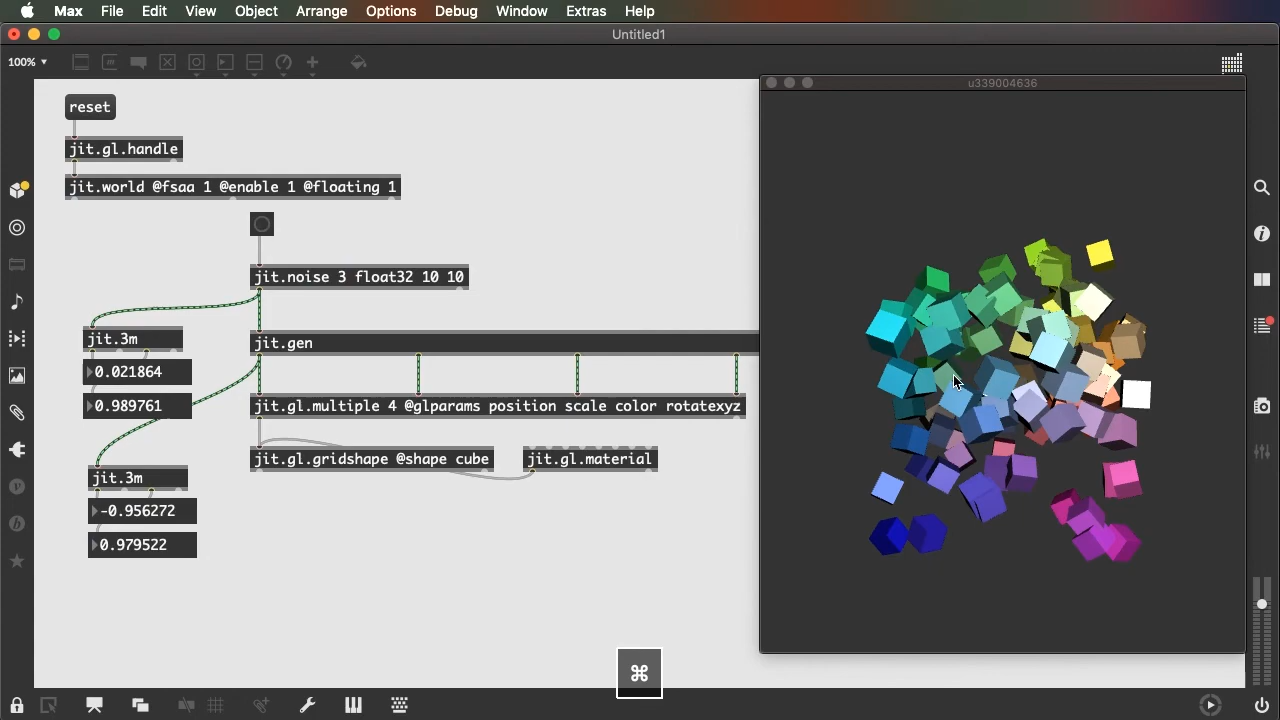 Max File Edit View Object Arrange Options Debug Window Extras Help
Untitled1
100%
u339004636
reset
jit.gl.handle
jit.world @fsaa 1 @enable 1 @floating 1
jit.noise 3 float32 10 10
jit.3m
jit.gen
0.021864
0.989761
jit.gl.multiple 4 @glparams position scale color rotatexyz
jit.gl.gridshape @shape cube
jit.gl.material
jit.3m
-0.956272
0.979522
⌘